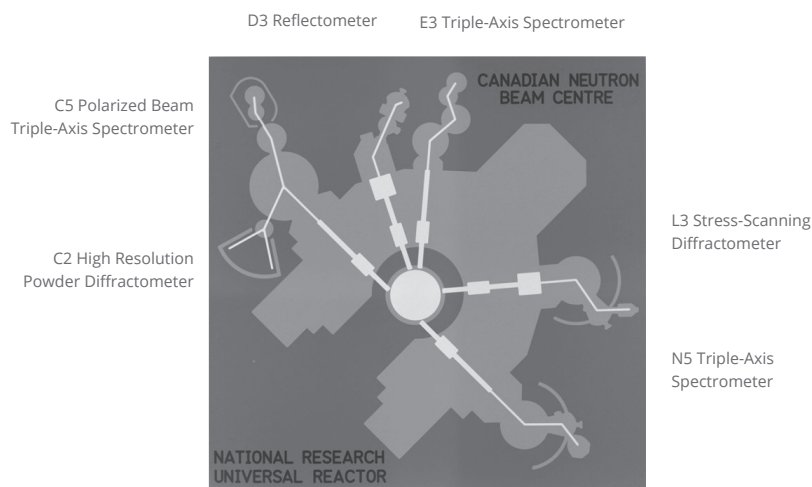 D3 Reflectometer
E3 Triple-Axis Spectrometer
CANADIAN NEUTRON
BEAM CENTRE
C5 Polarized Beam
Triple-Axis Spectrometer
L3 Stress-Scanning
Diffractometer
C2 High Resolution
Powder Diffractometer
N5 Triple-Axis
Spectrometer
NATIONAL RESEARCH
UNIVERSAL REACTOR